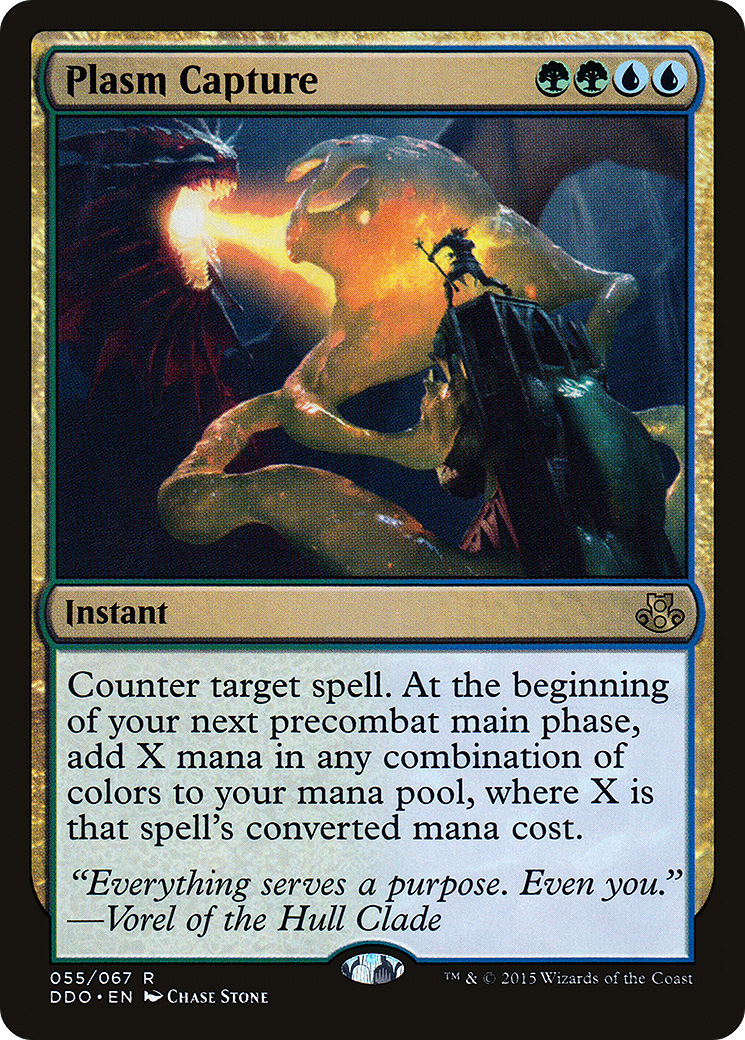 Plasm Capture
Instant
Counter target spell. At the beginning
of your next precombat main phase,
add X mana in any combination of
colors to your mana pool, where X is
that spell's converted mana cost.
“Everything serves a purpose. Even you.”
—Vorel of the Hull Clade
055/067 R
™ & © 2015 Wizards of the Coast
DDO • EN Chase Stone